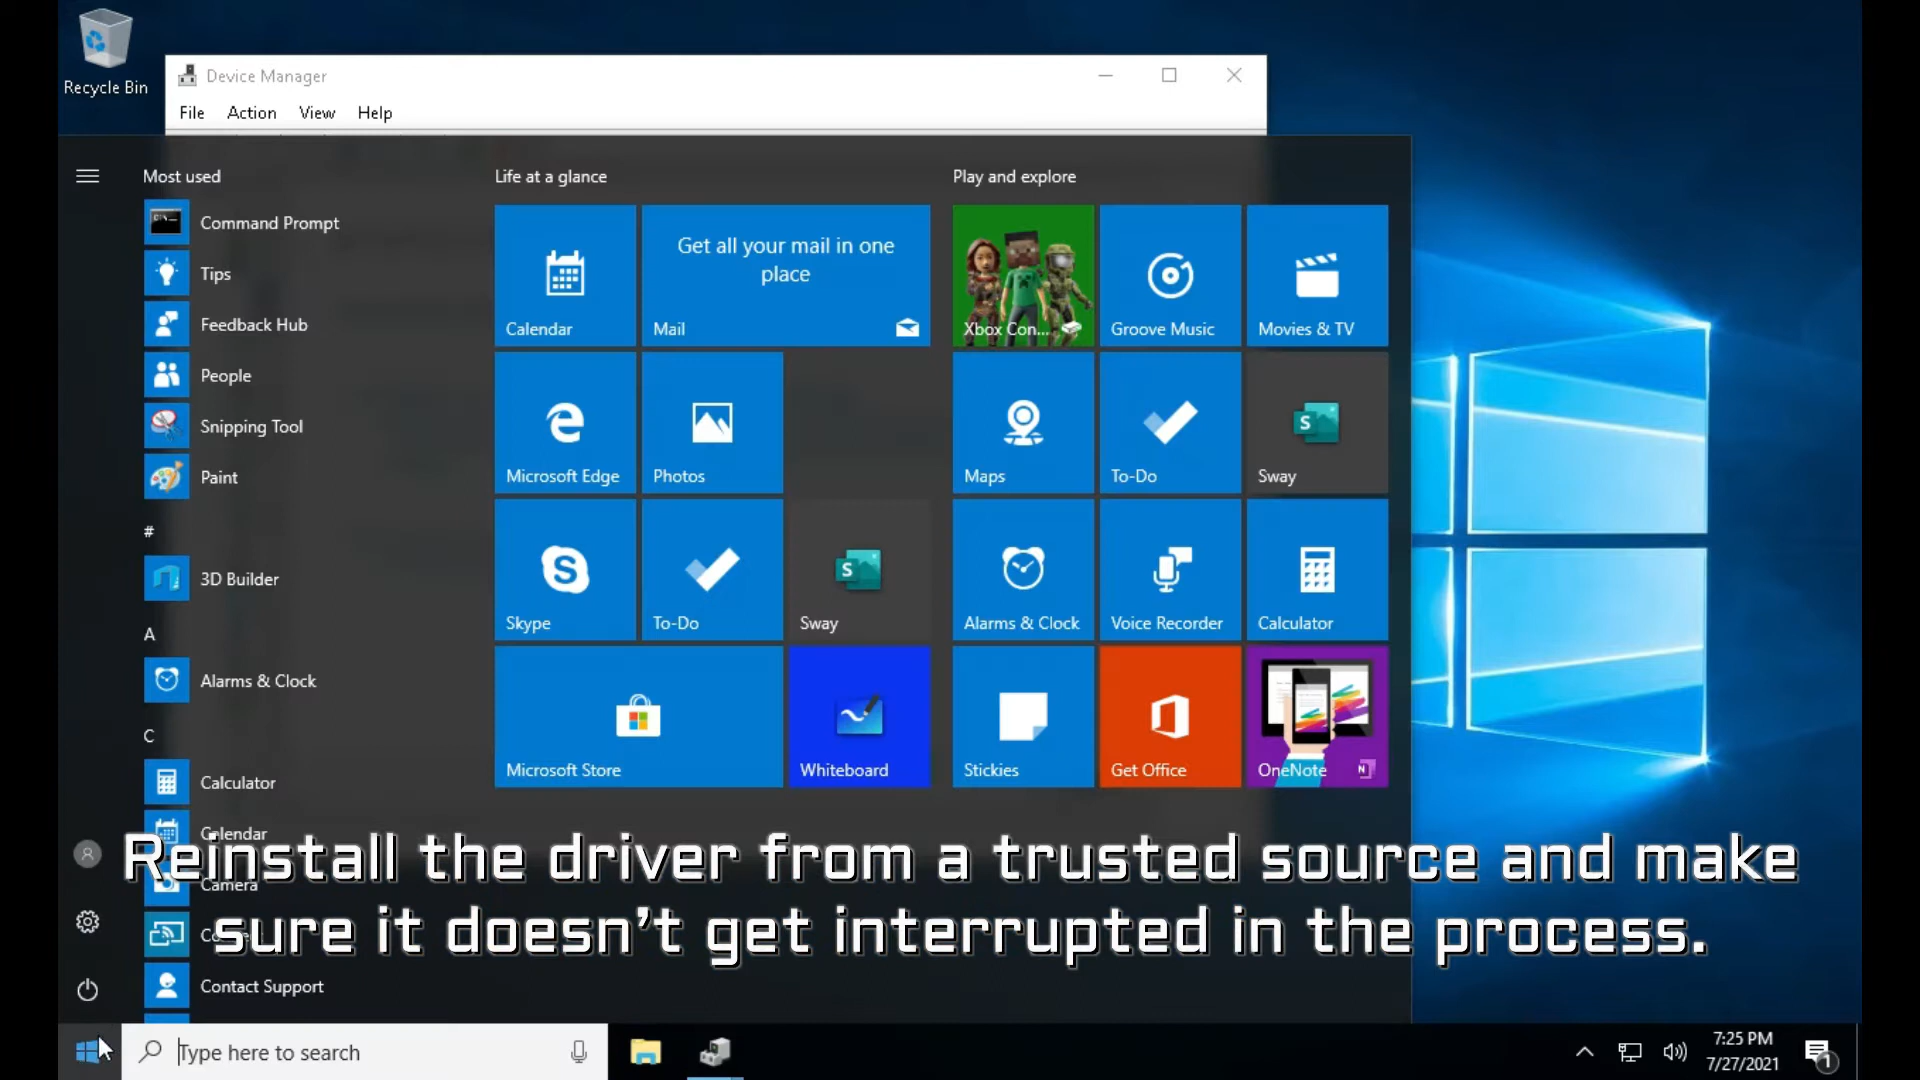 Recycle Bin
Device Manager
File Action View Help
Most used
Command Prompt
Tips
Feedback Hub
People
Snipping Tool
Paint
#
3D Builder
A
Alarms & Clock
C
Calculator
Calendar
Camera
Contact Support
Life at a glance
Calendar
Get all your mail in one
place
Mail
Microsoft Edge
Photos
Skype
To-Do
Sway
Microsoft Store
Whiteboard
Play and explore
Xbox Con...
Groove Music
Movies & TV
Maps
To-Do
Sway
Alarms & Clock
Voice Recorder
Calculator
Stickies
Get Office
OneNote
Reinstall the driver from a trusted source and make
sure it doesn't get interrupted in the process.
Type here to search
7:25 PM
7/27/2021
1